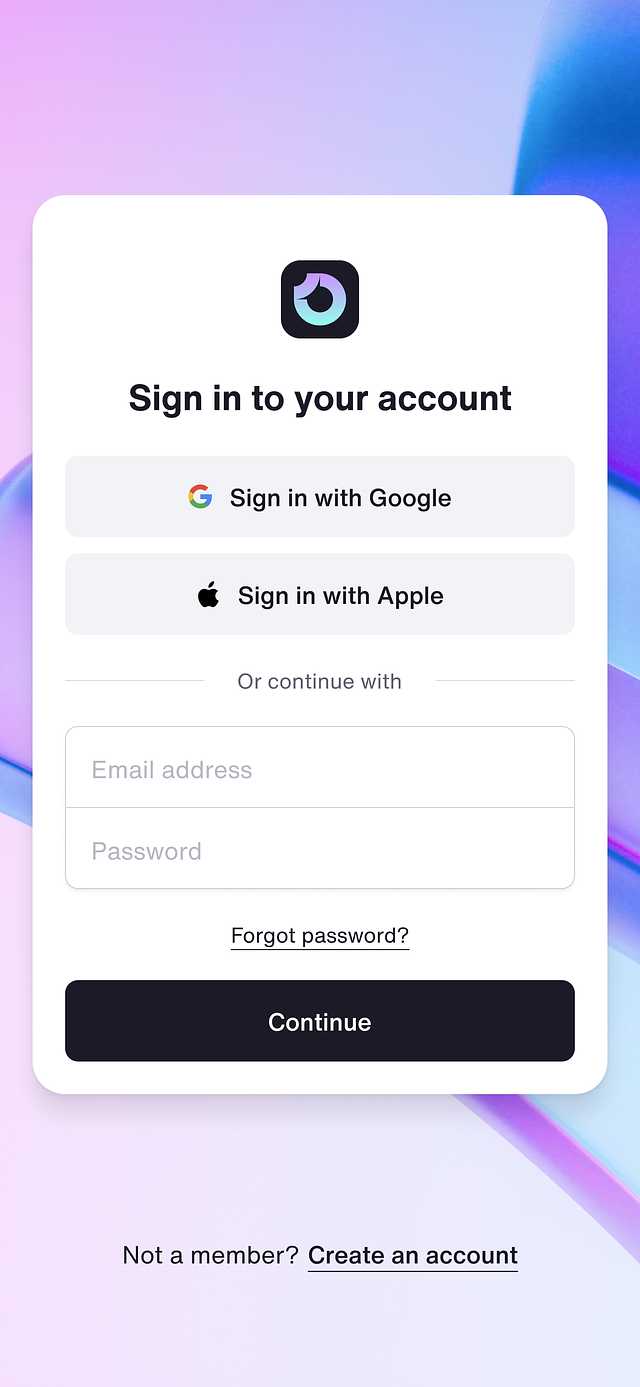 Sign in to your account
Sign in with Google
Sign in with Apple
Or continue with
Email address
Password
Forgot password?
Continue
Not a member? Create an account